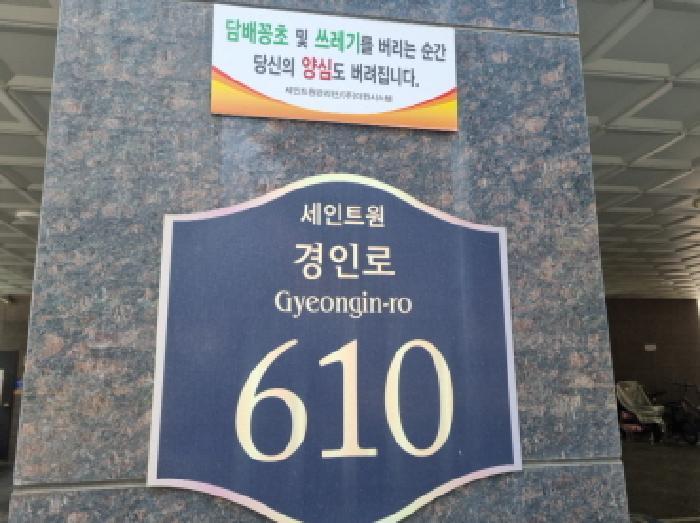 담배꽁초 및 쓰레기를 버리는 순간
당신의 양심도 버려집니다.
세인트원
경인로
Gyeongin-ro
610